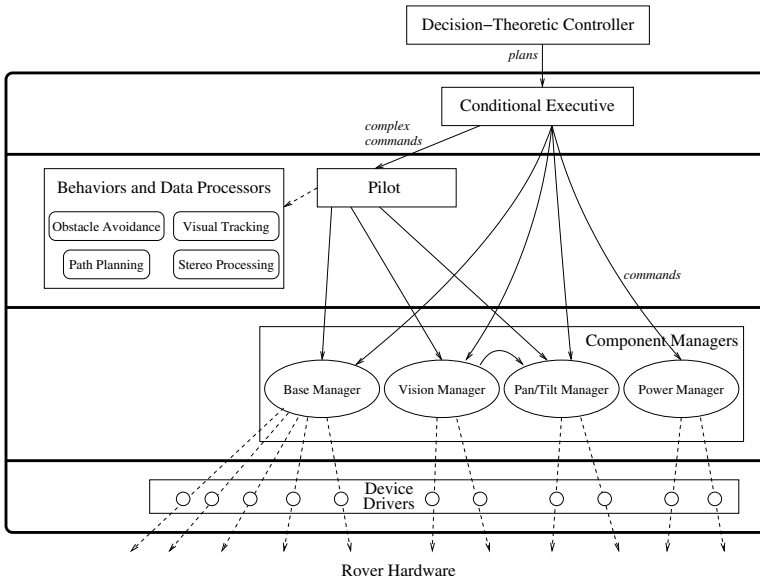 Decision−Theoretic Controller
plans
Conditional Executive
complex
commands
Behaviors and Data Processors
Pilot
Obstacle Avoidance
Visual Tracking
Path Planning
Stereo Processing
commands
Component Managers
Base Manager
Vision Manager
Pan/Tilt Manager
Power Manager
Device
Drivers
Rover Hardware